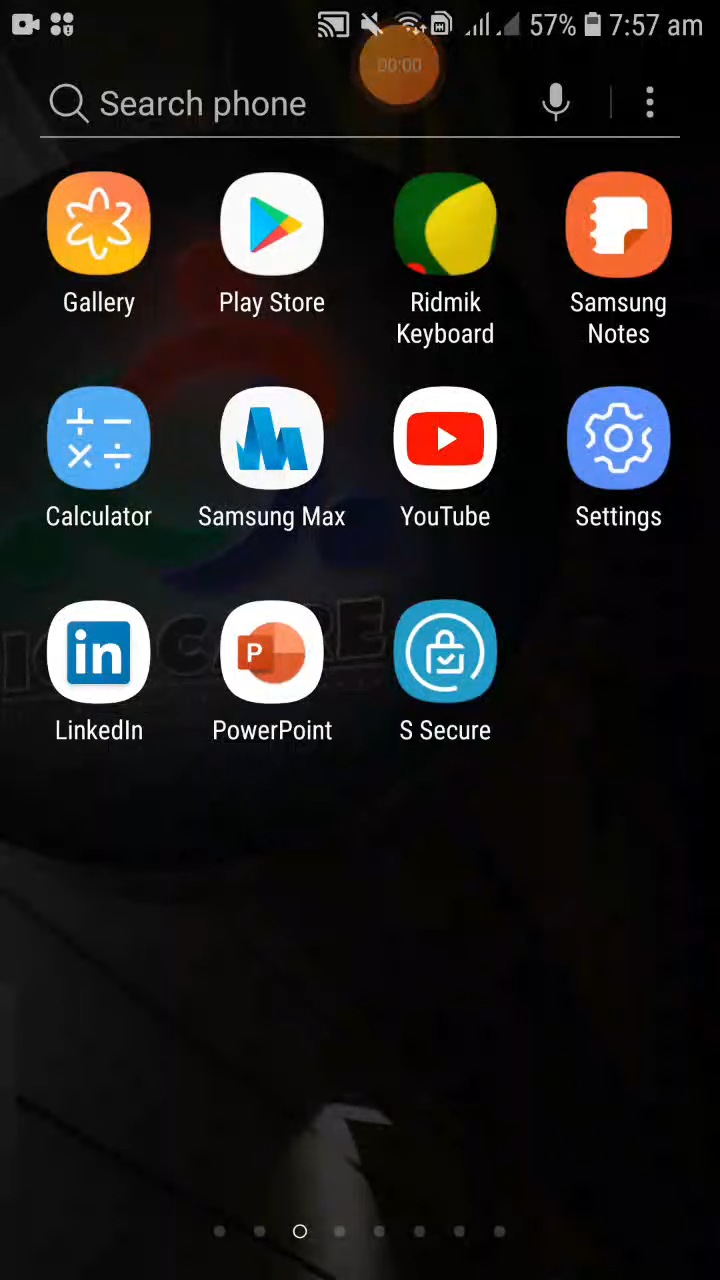 57% 7:57 am
00:00
Search phone
Gallery
Play Store
Ridmik
Keyboard
Samsung
Notes
Calculator
Samsung Max
YouTube
Settings
in
P
LinkedIn
PowerPoint
S Secure